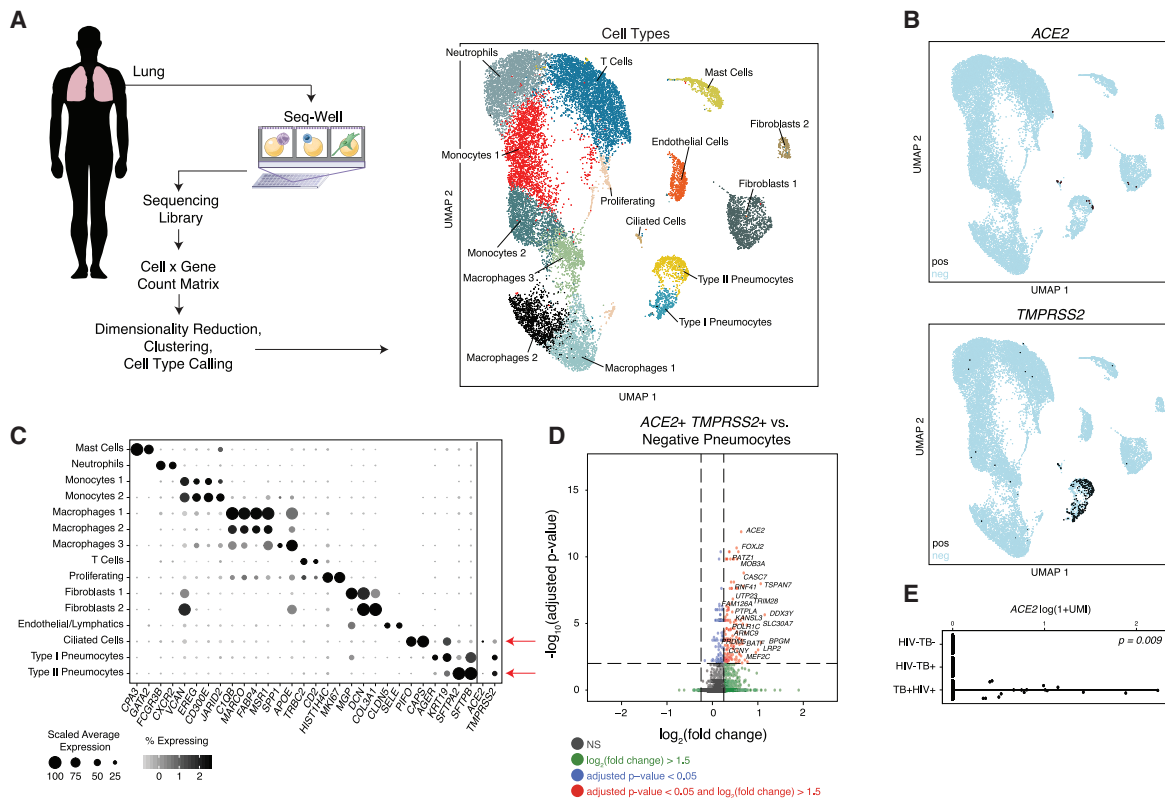 A
Lung
Seq-Well
Sequencing
Library
Cell x Gene
Count Matrix
Dimensionality Reduction,
Clustering,
Cell Type Calling
Cell Types
Neutrophils
T Cells
Mast Cells
Fibroblasts 2
Endothelial Cells
Monocytes 1
Fibroblasts 1
Proliferating
Ciliated Cells
Monocytes 2
Macrophages 3
Type II Pneumocytes
Type I Pneumocytes
Macrophages 2
Macrophages 1
UMAP 2
UMAP 1
B
ACE2
UMAP 2
pos
neg
UMAP 1
TMPRSS2
UMAP 2
pos
neg
UMAP 1
C
Mast Cells
Neutrophils
Monocytes 1
Monocytes 2
Macrophages 1
Macrophages 2
Macrophages 3
T Cells
Proliferating
Fibroblasts 1
Fibroblasts 2
Endothelial/Lymphatics
Ciliated Cells
Type I Pneumocytes
Type II Pneumocytes
CPA3
GATA2
FCGR3B
CXCR2
VCAN
EREG
CD300E
JARID2
C1QB
MARCO
FABP4
MSR1
SPP1
APOE
TRBC2
CD2
HIST1H4C
MKI67
MGP
DCN
COL3A1
CLDN5
SELE
PIFO
CAPS
AGER
KRT19
SFTPA2
SFTPB
ACE2
TMPRSS2
Scaled Average
Expression
100 75 50 25
% Expressing
0 1 2
D
ACE2+ TMPRSS2+ vs.
Negative Pneumocytes
-log10(adjusted p-value)
15
10
5
0
ACE2
FOXJ2
PATZ1
MOB3A
CASC7
RNF41
TSPAN7
UTP23
TRIM28
FAM126A
PTPLA
DDX3Y
KANSL3
POLR1C
SLC30A7
ARMC9
PRDM5
BATF
BPGM
CGNY
LRP2
MEF2C
-2 -1 0 1 2
log2(fold change)
NS
log2(fold change) > 1.5
adjusted p-value < 0.05
adjusted p-value < 0.05 and log2(fold change) > 1.5
E
ACE2 log(1+UMI)
0 1 2
p = 0.009
HIV-TB-
HIV-TB+
TB+HIV+